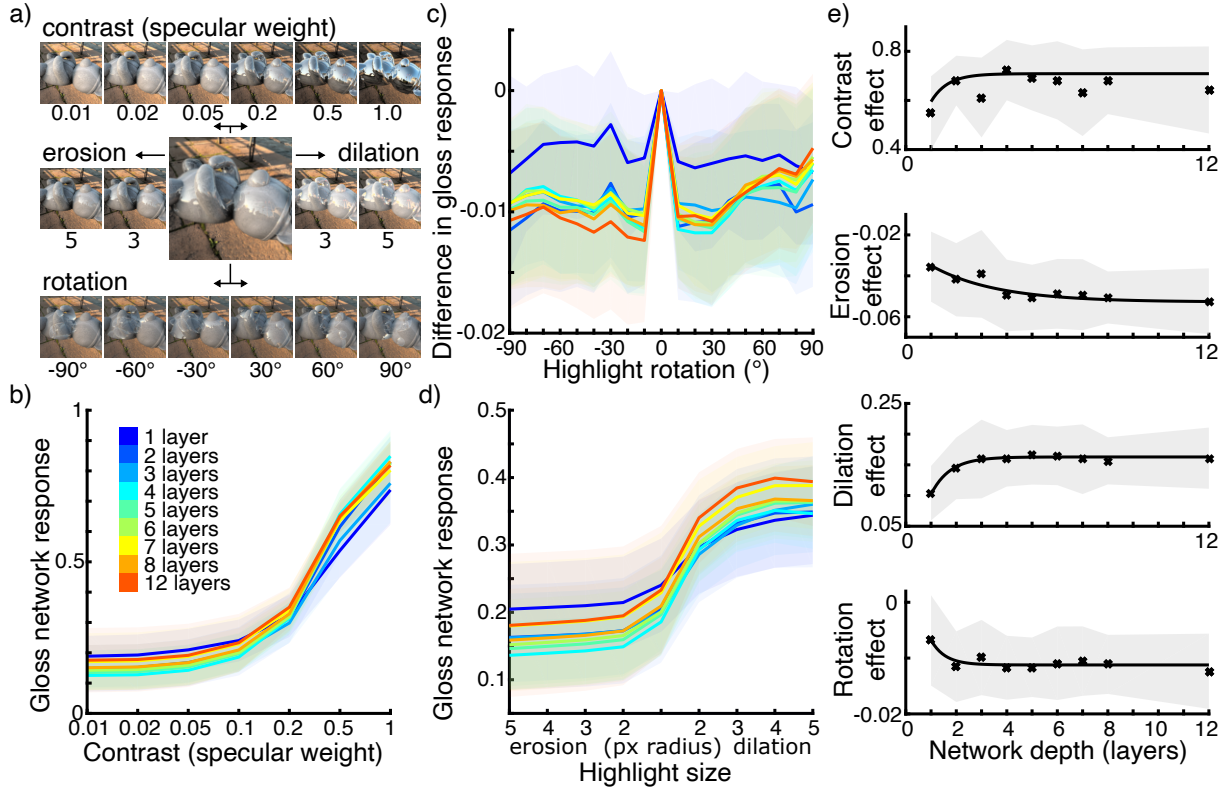 a)
contrast (specular weight)
0.01 0.02 0.05 0.2 0.5 1.0
erosion dilation
5 3 3 5
rotation
-90° -60° -30° 30° 60° 90°
b)
Gloss network response
1
0.5
0
1 layer
2 layers
3 layers
4 layers
5 layers
6 layers
7 layers
8 layers
12 layers
0.01 0.02 0.05 0.1 0.2 0.5 1
Contrast (specular weight)
c)
Difference in gloss response
0
-0.01
-0.02
-90 -60 -30 0 30 60 90
Highlight rotation (°)
d)
Gloss network response
0.5
0.4
0.3
0.2
0.1
5 4 3 2 2 3 4 5
erosion (px radius) dilation
Highlight size
e)
Contrast
effect
0.8
0.4
0 12
Erosion
effect
-0.02
-0.06
0 12
Dilation
effect
0.25
0.05
0 12
Rotation
effect
0
-0.02
0 2 4 6 8 10 12
Network depth (layers)